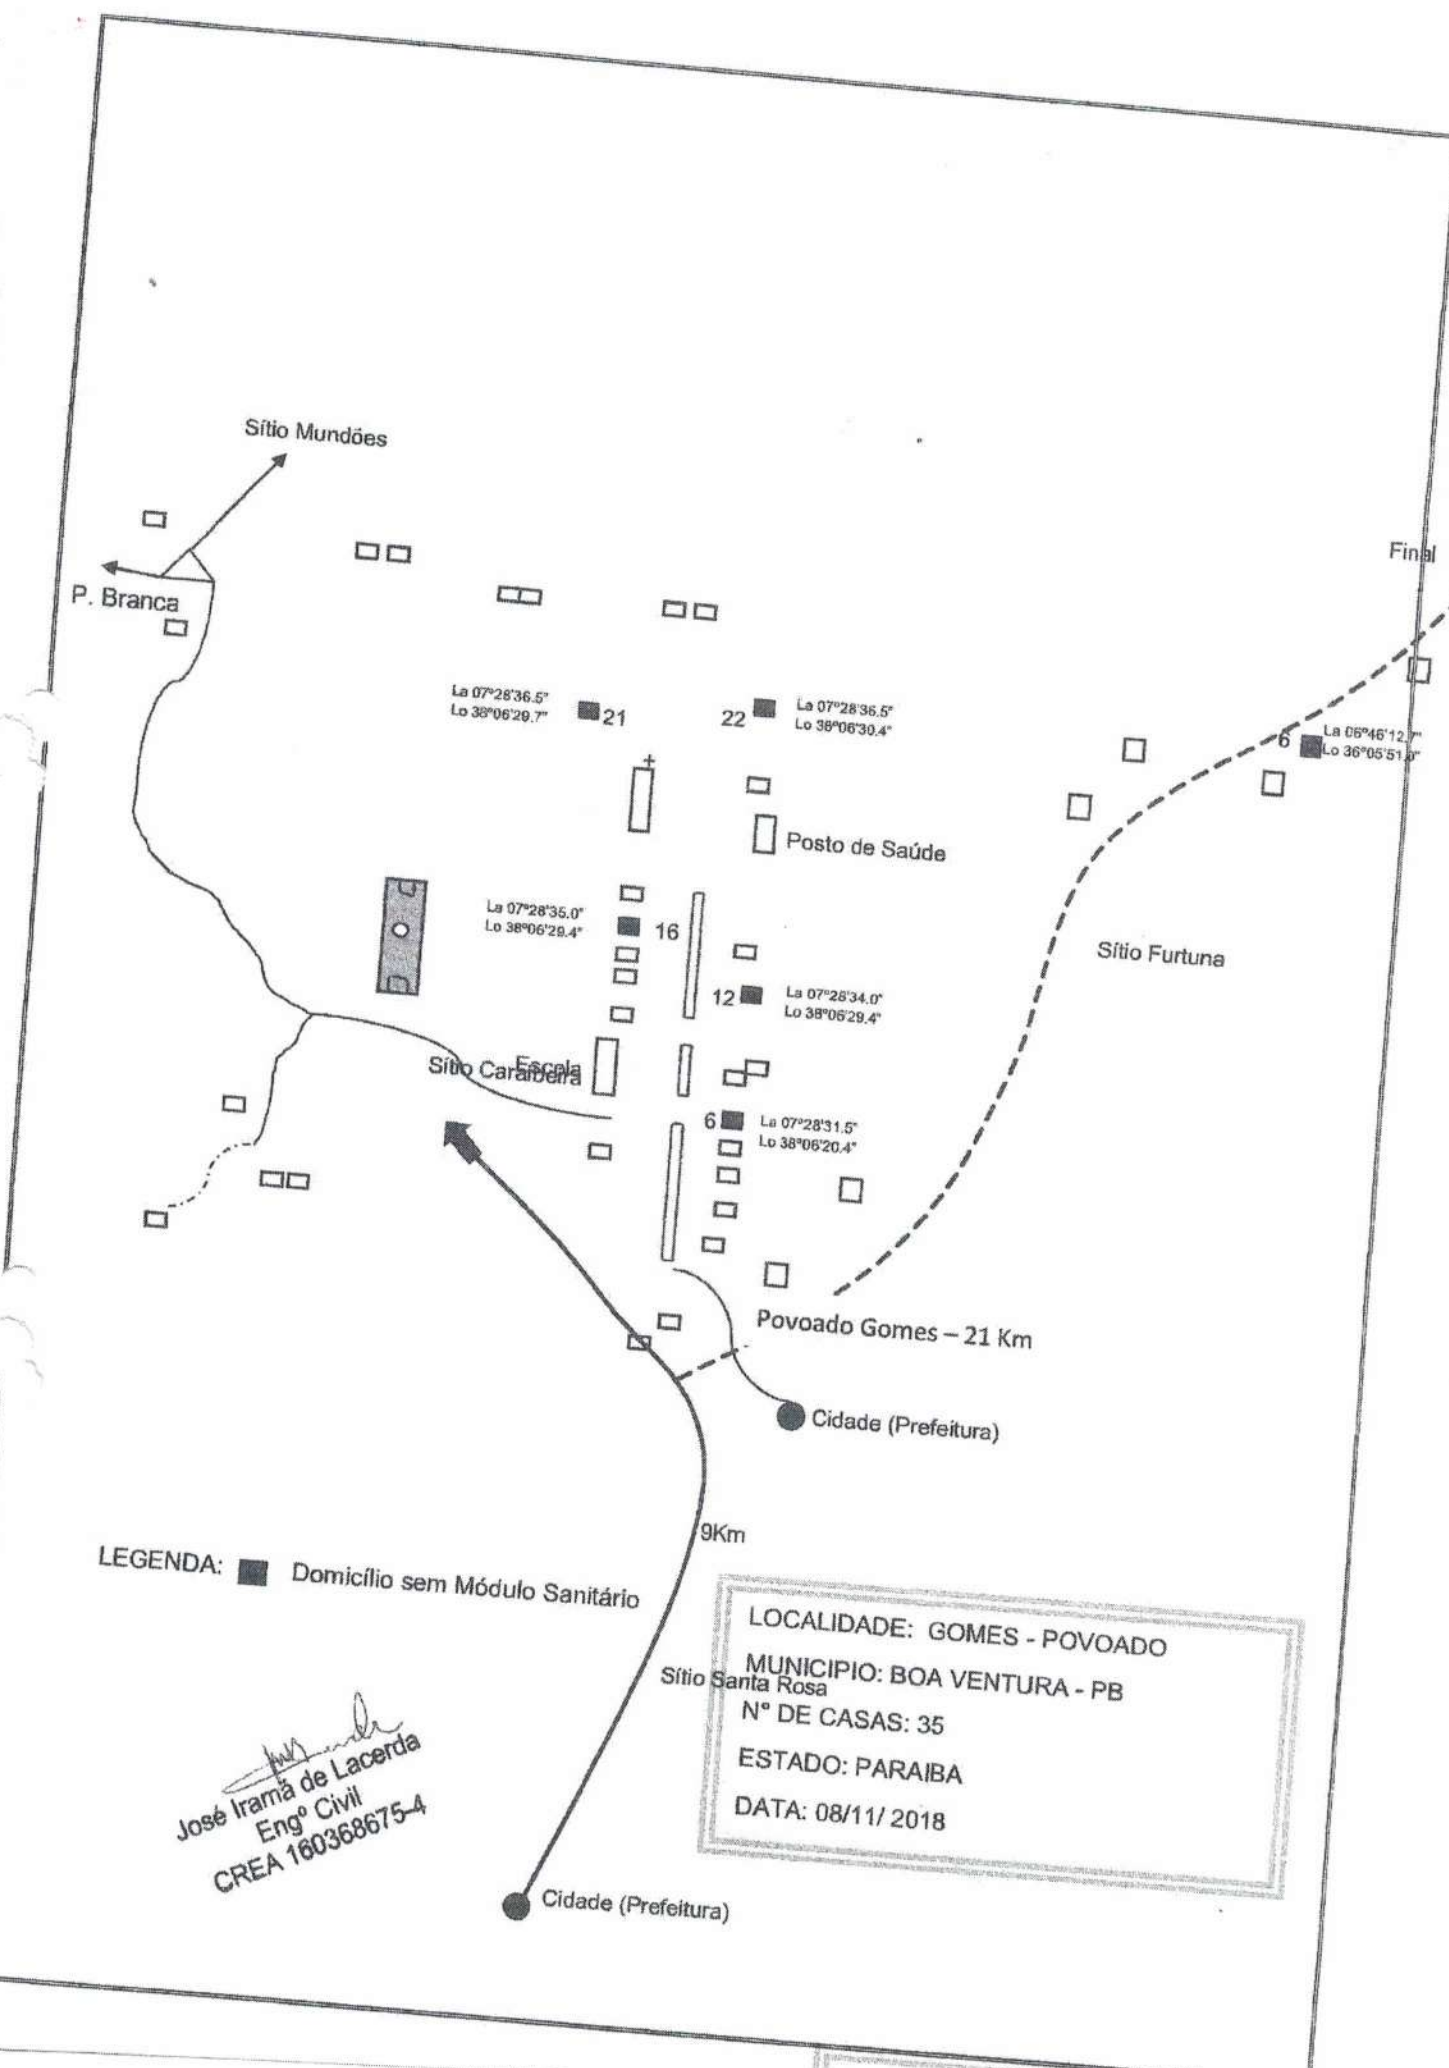 Sítio Mundões
Final
P. Branca
La 07°28'36.5"
Lo 38°06'29.7"
21
22
La 07°28'36.5"
Lo 38°06'30.4"
6
La 06°46'12.7"
Lo 36°05'51.9"
Posto de Saúde
La 07°28'35.0"
Lo 38°06'29.4"
16
Sítio Furtuna
12
La 07°28'34.0"
Lo 38°06'29.4"
Escola
Sítio Caraibeira
6
La 07°28'31.5"
Lo 38°06'20.4"
Povoado Gomes – 21 Km
Cidade (Prefeitura)
9Km
LEGENDA: Domicílio sem Módulo Sanitário
LOCALIDADE: GOMES - POVOADO
MUNICIPIO: BOA VENTURA - PB
Sítio Santa Rosa
N° DE CASAS: 35
ESTADO: PARAIBA
DATA: 08/11/ 2018
José Iramá de Lacerda
Engº Civil
CREA 160368675-4
Cidade (Prefeitura)